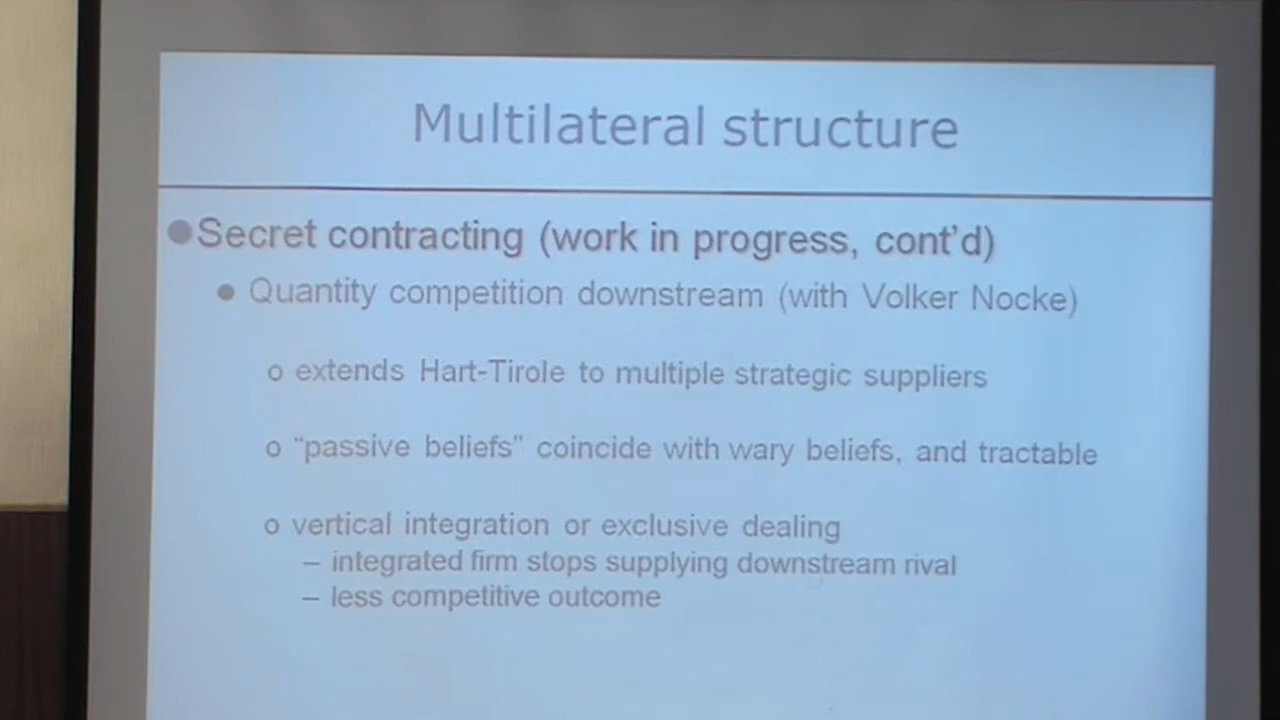 Multilateral structure
Secret contracting (work in progress, cont'd)
Quantity competition downstream (with Volker Nocke)
o extends Hart-Tirole to multiple strategic suppliers
o "passive beliefs" coincide with wary beliefs, and tractable
o vertical integration or exclusive dealing
– integrated firm stops supplying downstream rival
– less competitive outcome